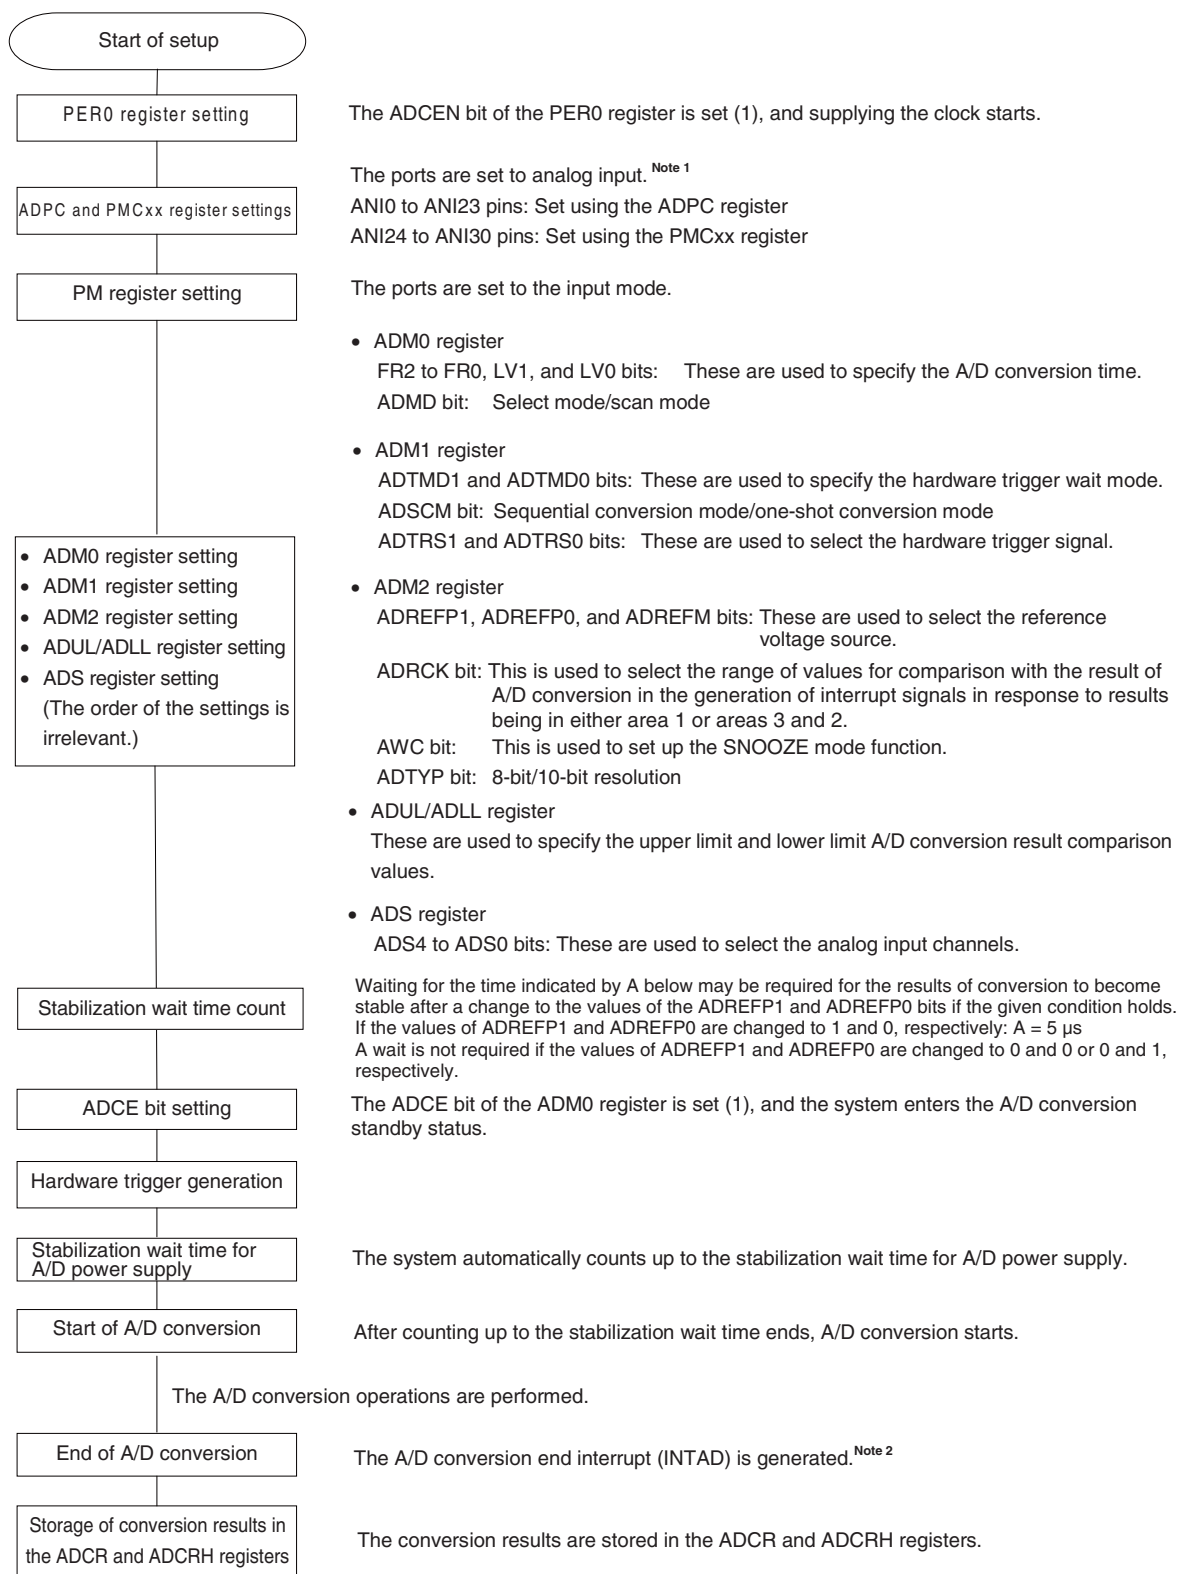 Start of setup
PER0 register setting
The ADCEN bit of the PER0 register is set (1), and supplying the clock starts.
ADPC and PMCxx register settings
The ports are set to analog input. Note 1
ANI0 to ANI23 pins: Set using the ADPC register
ANI24 to ANI30 pins: Set using the PMCxx register
PM register setting
The ports are set to the input mode.
• ADM0 register setting
• ADM1 register setting
• ADM2 register setting
• ADUL/ADLL register setting
• ADS register setting
(The order of the settings is
irrelevant.)
• ADM0 register
FR2 to FR0, LV1, and LV0 bits: These are used to specify the A/D conversion time.
ADMD bit: Select mode/scan mode
• ADM1 register
ADTMD1 and ADTMD0 bits: These are used to specify the hardware trigger wait mode.
ADSCM bit: Sequential conversion mode/one-shot conversion mode
ADTRS1 and ADTRS0 bits: These are used to select the hardware trigger signal.
• ADM2 register
ADREFP1, ADREFP0, and ADREFM bits: These are used to select the reference
voltage source.
ADRCK bit: This is used to select the range of values for comparison with the result of
A/D conversion in the generation of interrupt signals in response to results
being in either area 1 or areas 3 and 2.
AWC bit: This is used to set up the SNOOZE mode function.
ADTYP bit: 8-bit/10-bit resolution
• ADUL/ADLL register
These are used to specify the upper limit and lower limit A/D conversion result comparison
values.
• ADS register
ADS4 to ADS0 bits: These are used to select the analog input channels.
Stabilization wait time count
Waiting for the time indicated by A below may be required for the results of conversion to become
stable after a change to the values of the ADREFP1 and ADREFP0 bits if the given condition holds.
If the values of ADREFP1 and ADREFP0 are changed to 1 and 0, respectively: A = 5 µs
A wait is not required if the values of ADREFP1 and ADREFP0 are changed to 0 and 0 or 0 and 1,
respectively.
ADCE bit setting
The ADCE bit of the ADM0 register is set (1), and the system enters the A/D conversion
standby status.
Hardware trigger generation
Stabilization wait time for
A/D power supply
The system automatically counts up to the stabilization wait time for A/D power supply.
Start of A/D conversion
After counting up to the stabilization wait time ends, A/D conversion starts.
The A/D conversion operations are performed.
End of A/D conversion
The A/D conversion end interrupt (INTAD) is generated.Note 2
Storage of conversion results in
the ADCR and ADCRH registers
The conversion results are stored in the ADCR and ADCRH registers.